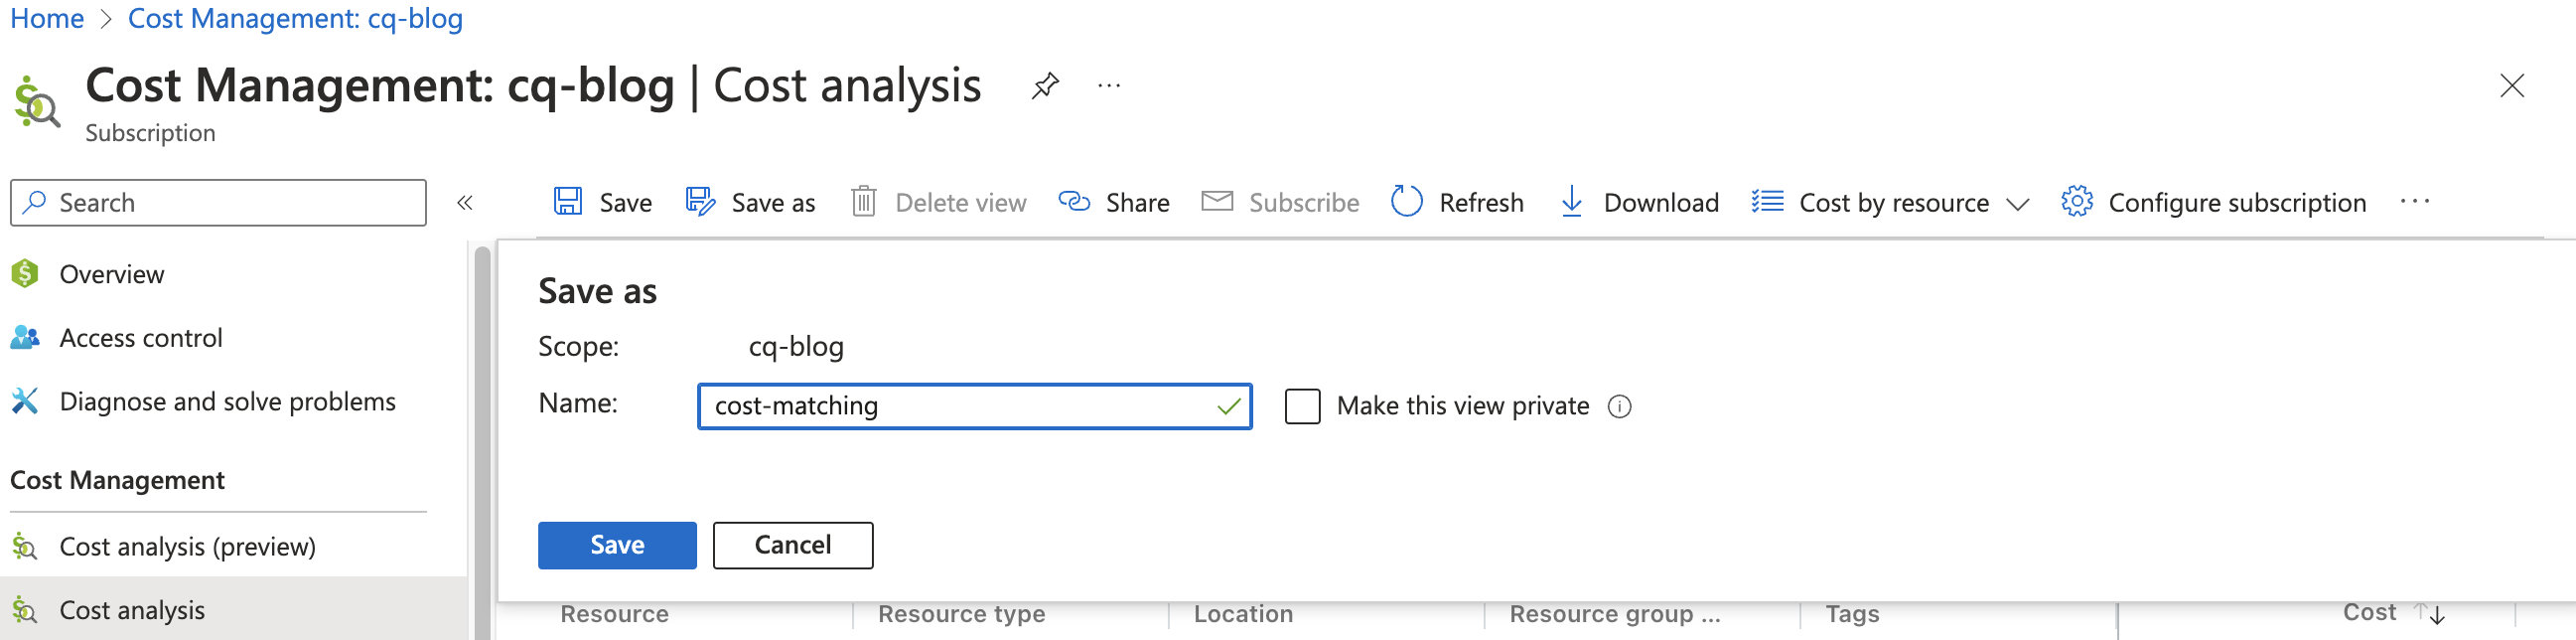 Home > Cost Management: cq-blog
Cost Management: cq-blog | Cost analysis ...
Subscription
Search «
Save Save as Delete view Share Subscribe Refresh Download Cost by resource Configure subscription ...
Overview
Access control
Diagnose and solve problems
Cost Management
Cost analysis (preview)
Cost analysis
Save as
Scope: cq-blog
Name: cost-matching Make this view private
Save Cancel
Resource Resource type Location Resource group ... Tags Cost ↑↓